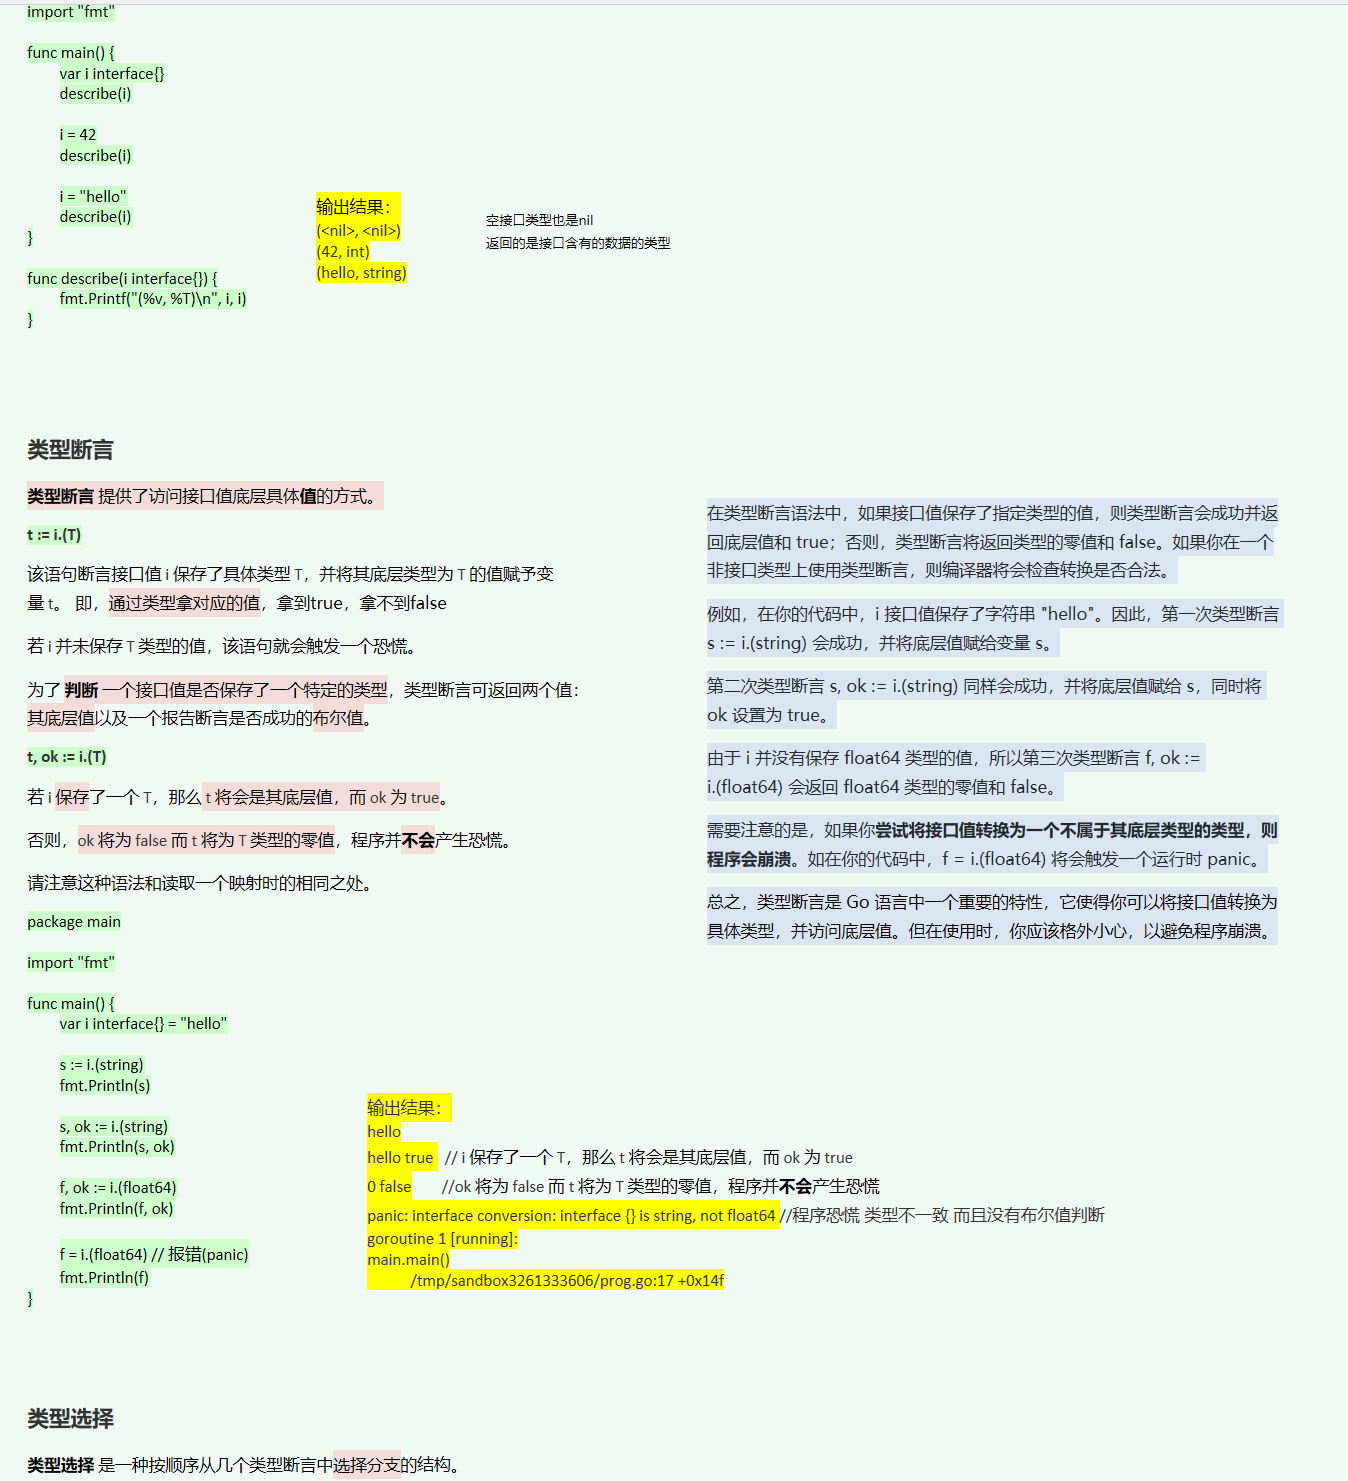 import "fmt"
func main() {
var i interface{}
describe(i)
i = 42
describe(i)
i = "hello"
describe(i)
}
func describe(i interface{}) {
fmt.Printf("(%v, %T)\n", i, i)
}
输出结果：
(<nil>, <nil>)
(42, int)
(hello, string)
空接口类型也是nil
返回的是接口含有的数据的类型
类型断言
类型断言 提供了访问接口值底层具体值的方式。
t := i.(T)
该语句断言接口值 i 保存了具体类型 T，并将其底层类型为 T 的值赋予变
量 t。 即，通过类型拿对应的值，拿到true，拿不到false
若 i 并未保存 T 类型的值，该语句就会触发一个恐慌。
为了 判断 一个接口值是否保存了一个特定的类型，类型断言可返回两个值：
其底层值以及一个报告断言是否成功的布尔值。
t, ok := i.(T)
若 i 保存了一个 T，那么 t 将会是其底层值，而 ok 为 true。
否则，ok 将为 false 而 t 将为 T 类型的零值，程序并不会产生恐慌。
请注意这种语法和读取一个映射时的相同之处。
在类型断言语法中，如果接口值保存了指定类型的值，则类型断言会成功并返
回底层值和 true；否则，类型断言将返回类型的零值和 false。如果你在一个
非接口类型上使用类型断言，则编译器将会检查转换是否合法。
例如，在你的代码中，i 接口值保存了字符串 "hello"。因此，第一次类型断言
s := i.(string) 会成功，并将底层值赋给变量 s。
第二次类型断言 s, ok := i.(string) 同样会成功，并将底层值赋给 s，同时将
ok 设置为 true。
由于 i 并没有保存 float64 类型的值，所以第三次类型断言 f, ok :=
i.(float64) 会返回 float64 类型的零值和 false。
需要注意的是，如果你尝试将接口值转换为一个不属于其底层类型的类型，则
程序会崩溃。如在你的代码中，f = i.(float64) 将会触发一个运行时 panic。
总之，类型断言是 Go 语言中一个重要的特性，它使得你可以将接口值转换为
具体类型，并访问底层值。但在使用时，你应该格外小心，以避免程序崩溃。
package main
import "fmt"
func main() {
var i interface{} = "hello"
s := i.(string)
fmt.Println(s)
s, ok := i.(string)
fmt.Println(s, ok)
f, ok := i.(float64)
fmt.Println(f, ok)
f = i.(float64) // 报错(panic)
fmt.Println(f)
}
输出结果：
hello
hello true // i 保存了一个 T，那么 t 将会是其底层值，而 ok 为 true
0 false //ok 将为 false 而 t 将为 T 类型的零值，程序并不会产生恐慌
panic: interface conversion: interface {} is string, not float64 //程序恐慌 类型不一致 而且没有布尔值判断
goroutine 1 [running]:
main.main()
/tmp/sandbox3261333606/prog.go:17 +0x14f
类型选择
类型选择 是一种按顺序从几个类型断言中选择分支的结构。